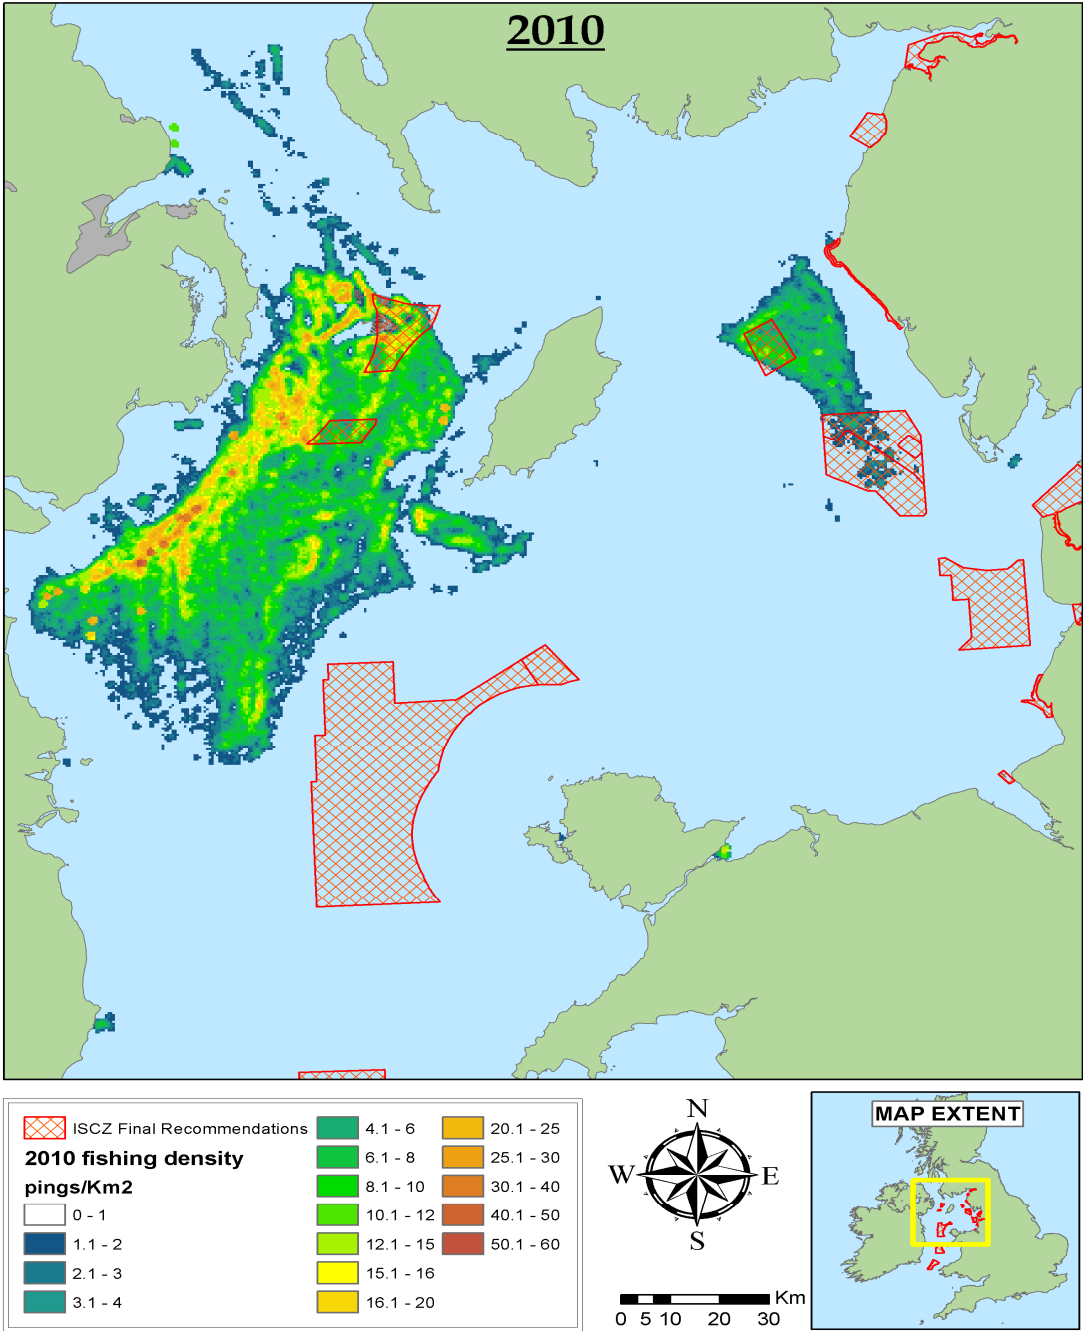 2010
ISCZ Final Recommendations
2010 fishing density
pings/Km2
0 - 1
1.1 - 2
2.1 - 3
3.1 - 4
4.1 - 6
6.1 - 8
8.1 - 10
10.1 - 12
12.1 - 15
15.1 - 16
16.1 - 20
20.1 - 25
25.1 - 30
30.1 - 40
40.1 - 50
50.1 - 60
N
W E
S
Km
0 5 10 20 30
MAP EXTENT